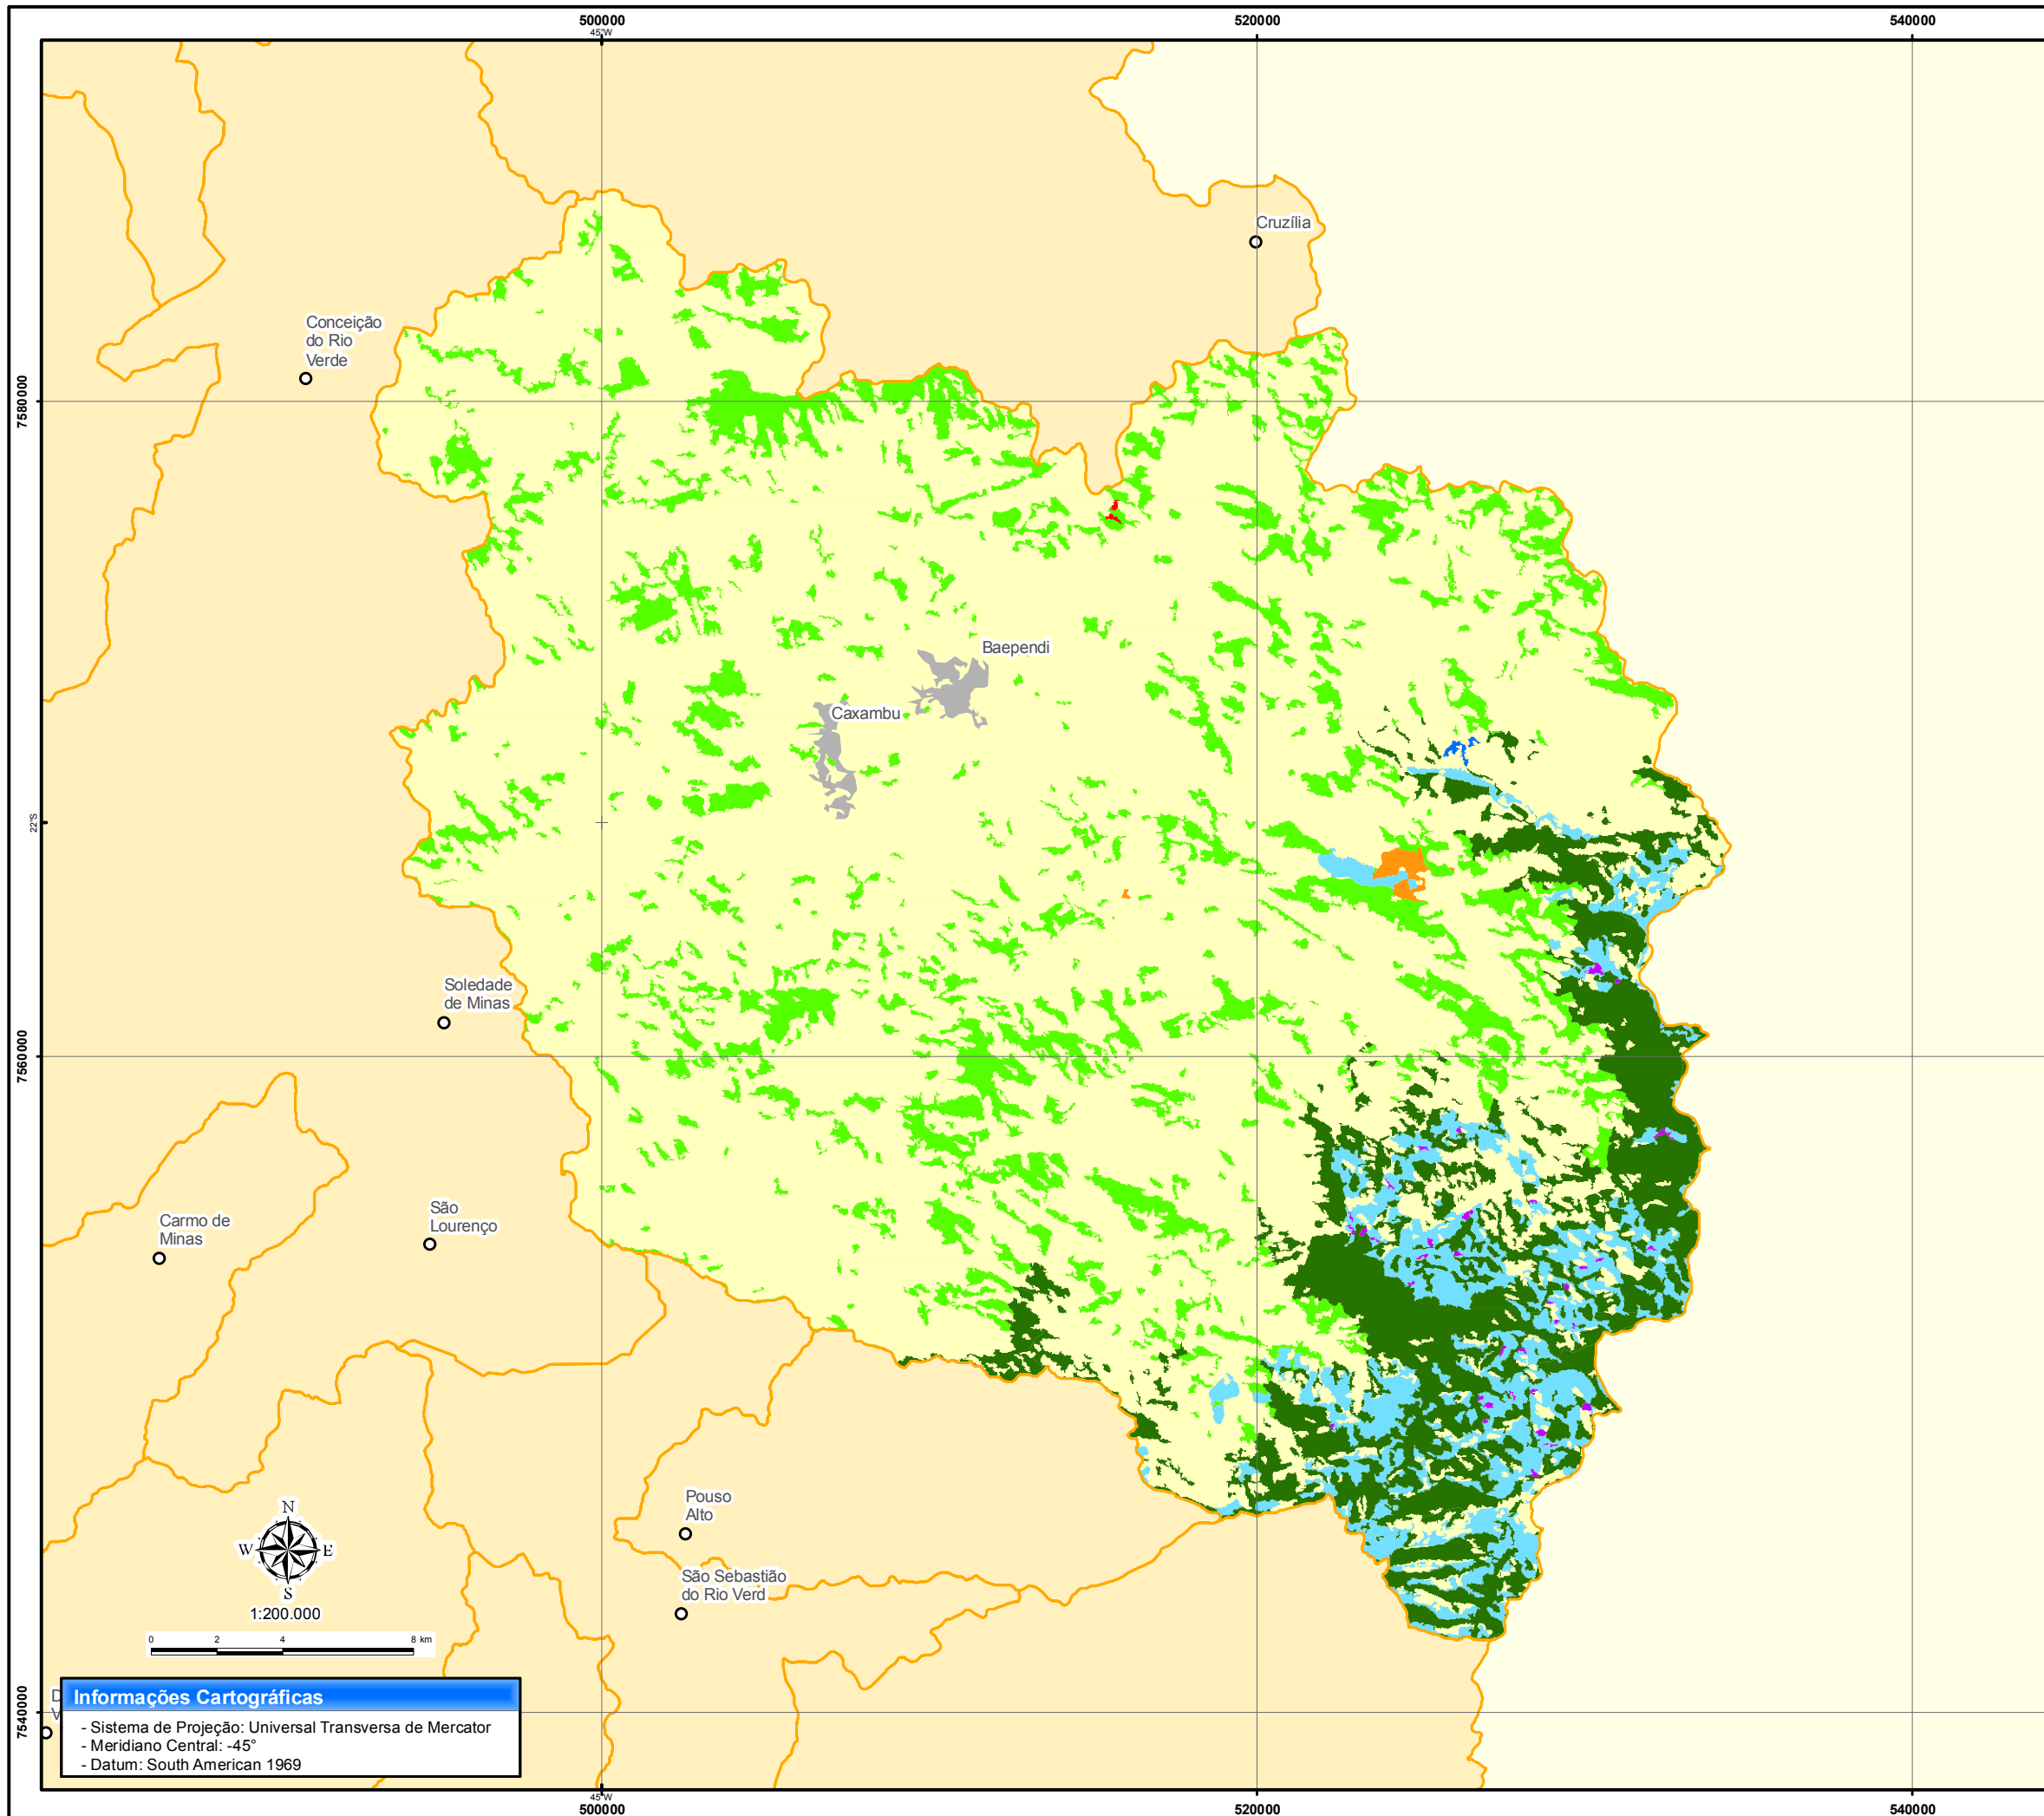 500000
520000
540000
45°W
Cruzília
Conceição
do Rio
Verde
7580000
Baependi
Caxambu
22°S
Soledade
de Minas
7560000
São
Lourenço
Carmo de
Minas
Pouso
Alto
N
W
E
S
São Sebastião
do Rio Verd
1:200.000
0 2 4 8 km
7540000
D
V
Informações Cartográficas
- Sistema de Projeção: Universal Transversa de Mercator
- Meridiano Central: -45°
- Datum: South American 1969
45°W
500000
520000
540000